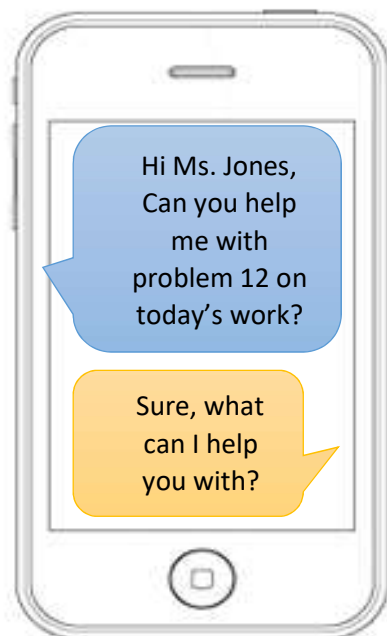 Hi Ms. Jones,
Can you help
me with
problem 12 on
today’s work?
Sure, what
can I help
you with?